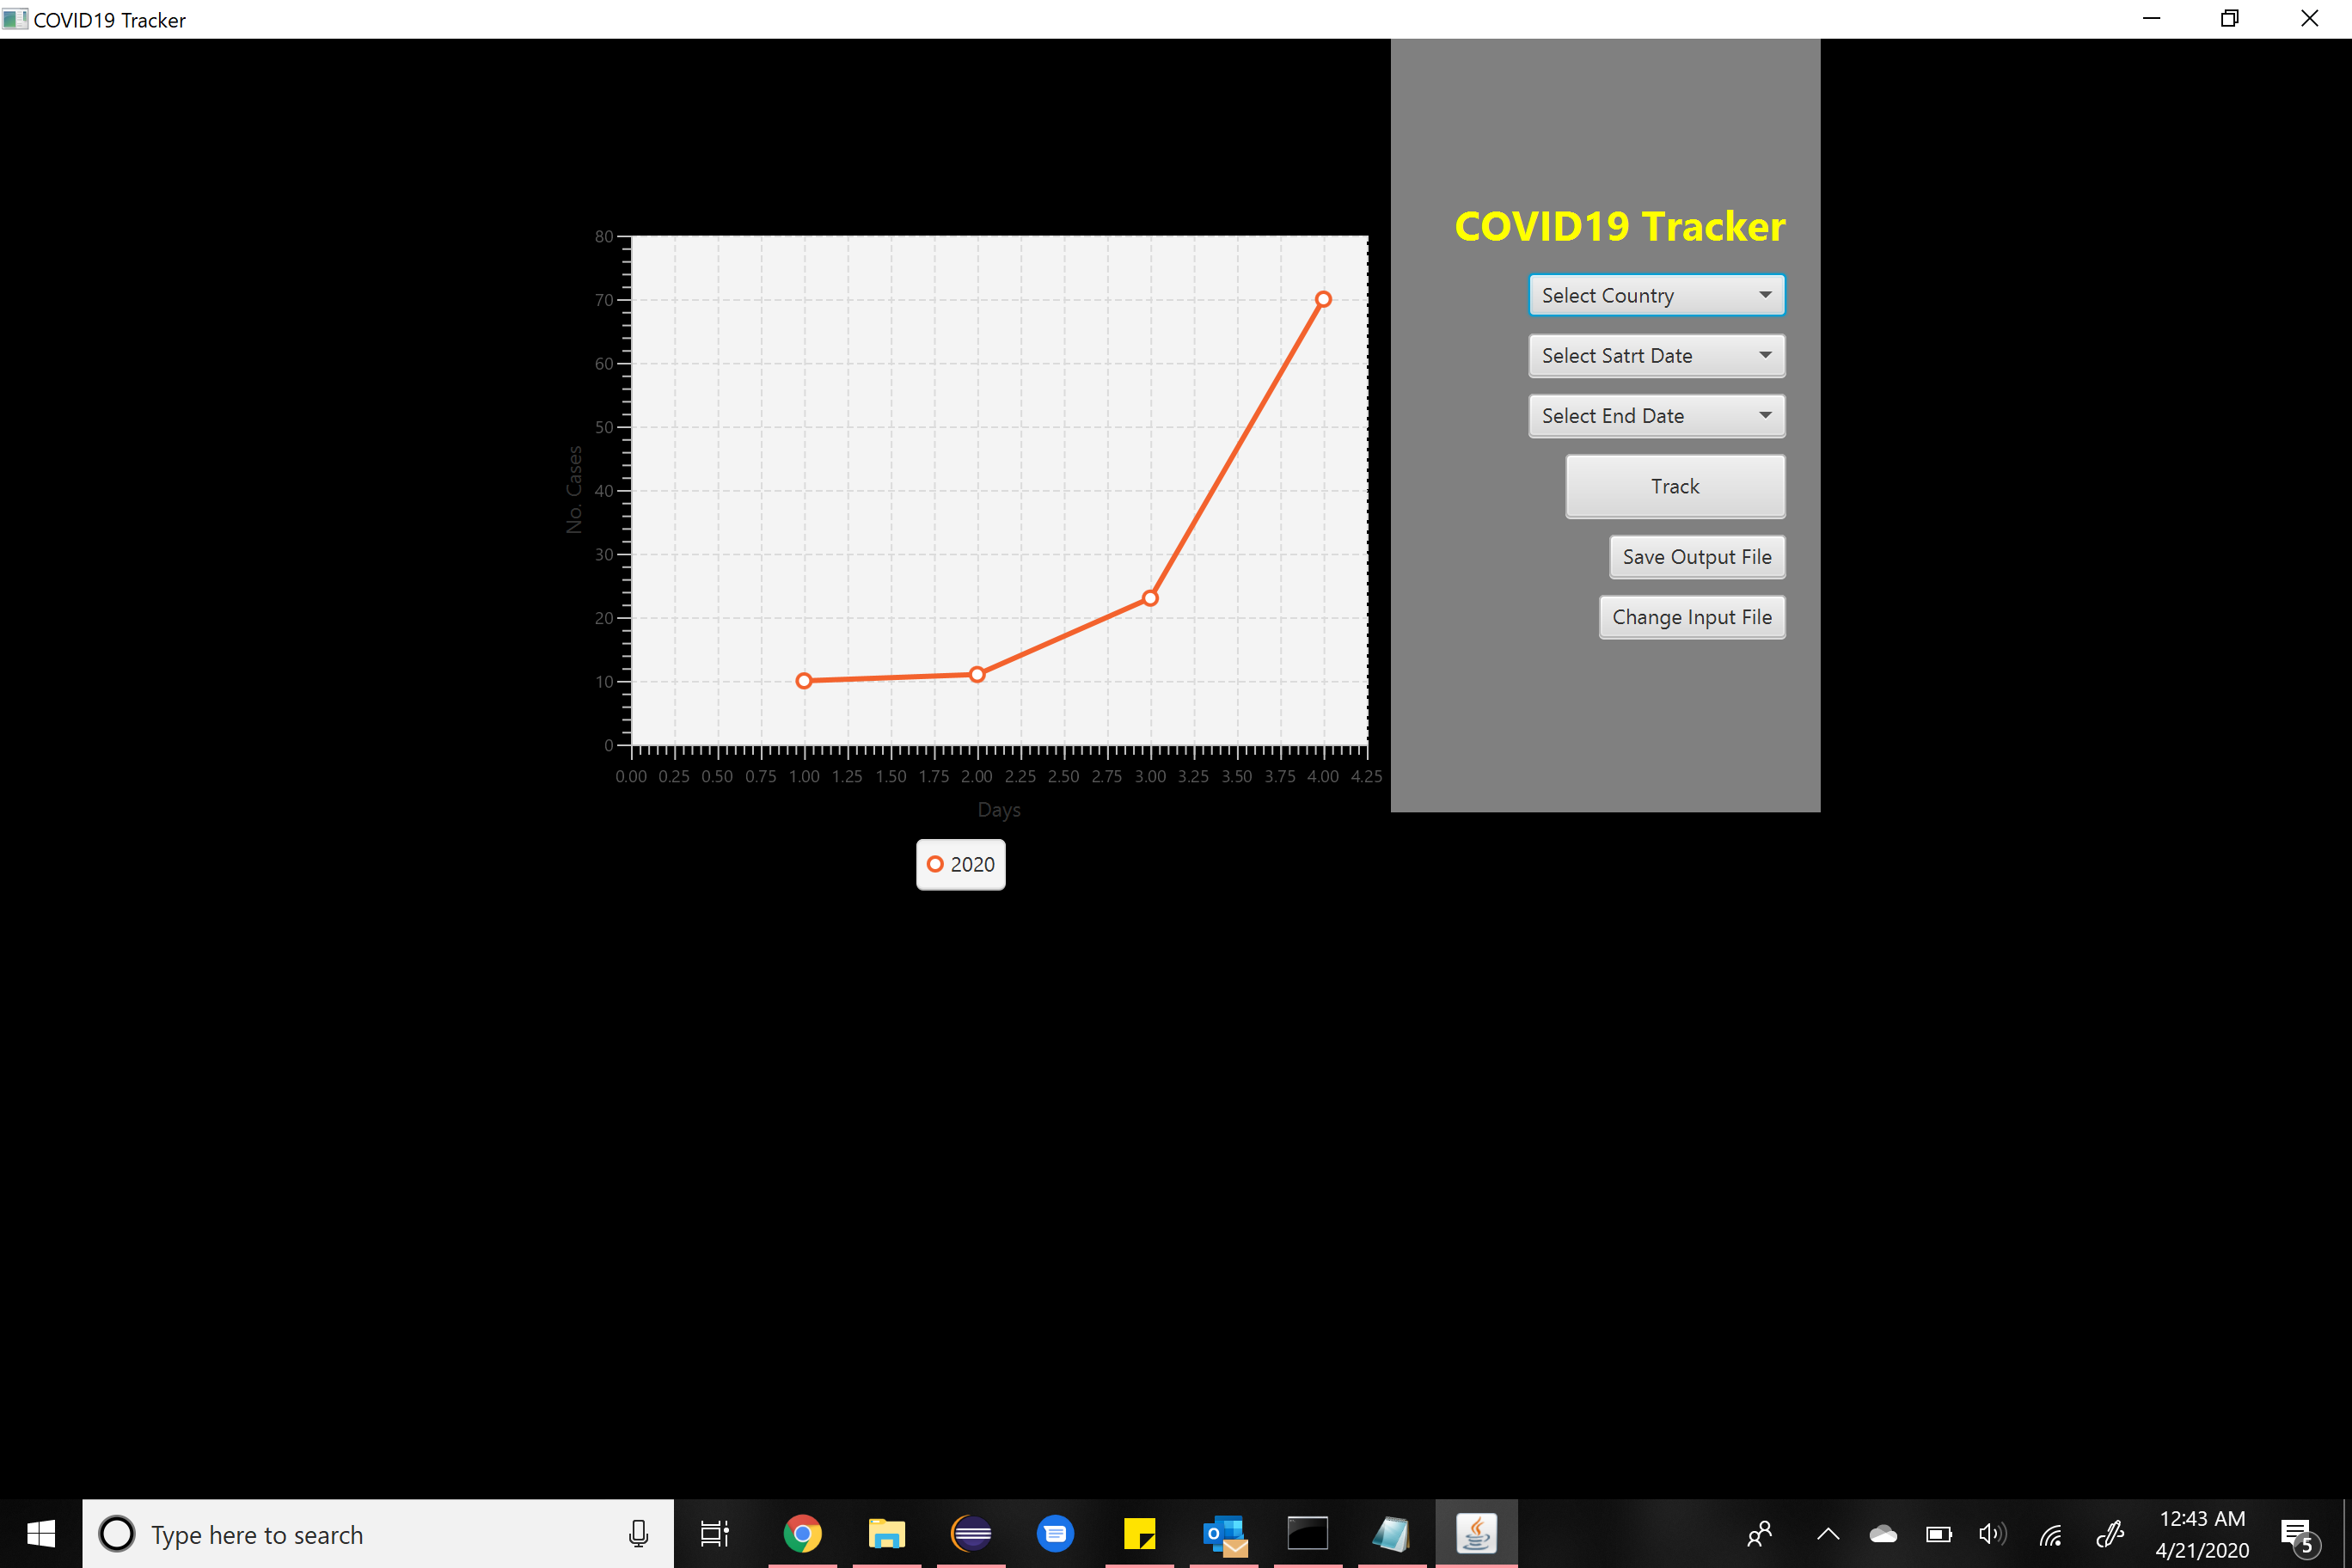 COVID19 Tracker
COVID19 Tracker
Select Country
Select Satrt Date
Select End Date
Track
Save Output File
Change Input File
No. Cases
80
70
60
50
40
30
20
10
0
0.00 0.25 0.50 0.75 1.00 1.25 1.50 1.75 2.00 2.25 2.50 2.75 3.00 3.25 3.50 3.75 4.00 4.25
Days
2020
Type here to search
O
12:43 AM
4/21/2020
5